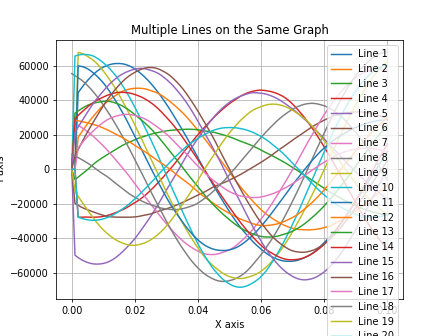 Multiple Lines on the Same Graph
60000
40000
20000
0
−20000
−40000
−60000
0.00
0.02
0.04
0.06
0.08
X axis
Line 1
Line 2
Line 3
Line 4
Line 5
Line 6
Line 7
Line 8
Line 9
Line 10
Line 11
Line 12
Line 13
Line 14
Line 15
Line 16
Line 17
Line 18
Line 19
Line 20